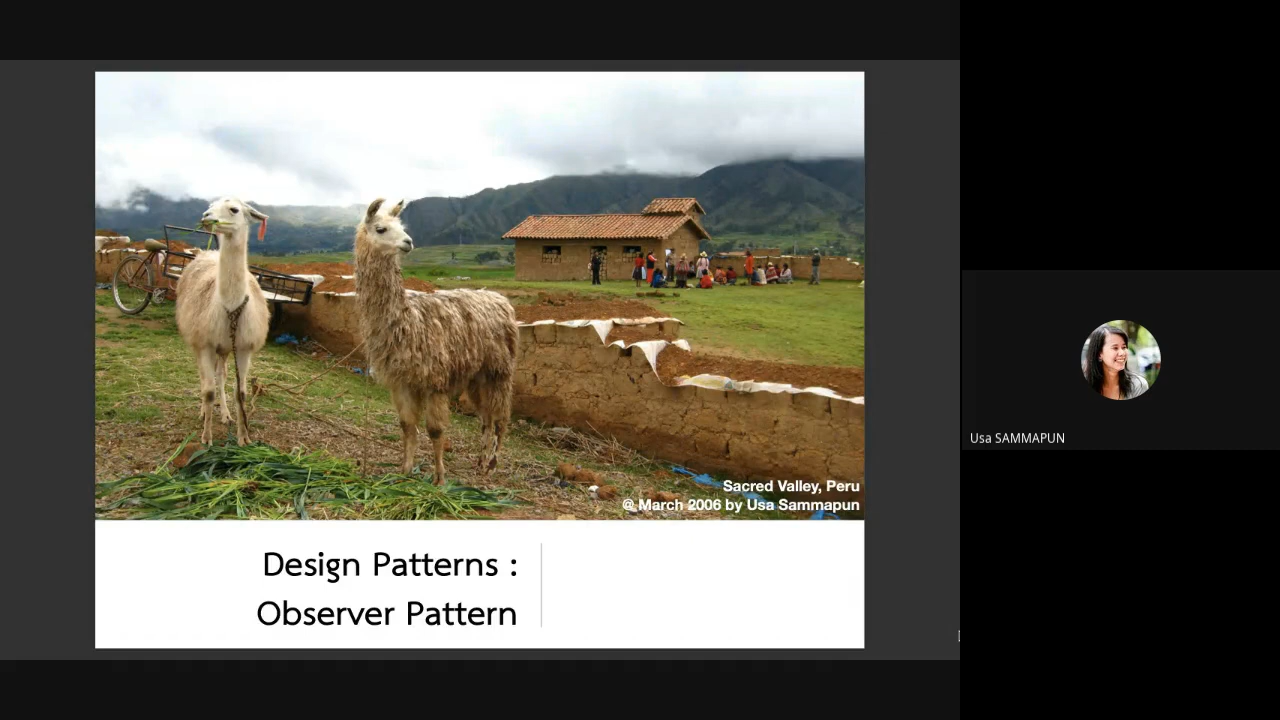 Sacred Valley, Peru
@ March 2006 by Usa Sammapun
Design Patterns :
Observer Pattern
Usa SAMMAPUN